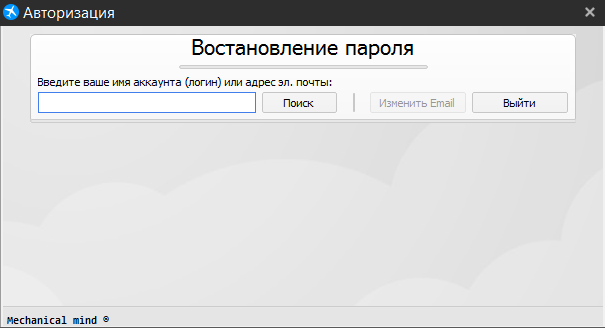 Авторизация
Востановление пароля
Введите ваше имя аккаунта (логин) или адрес эл. почты:
Поиск Изменить Email Выйти
Mechanical mind ®